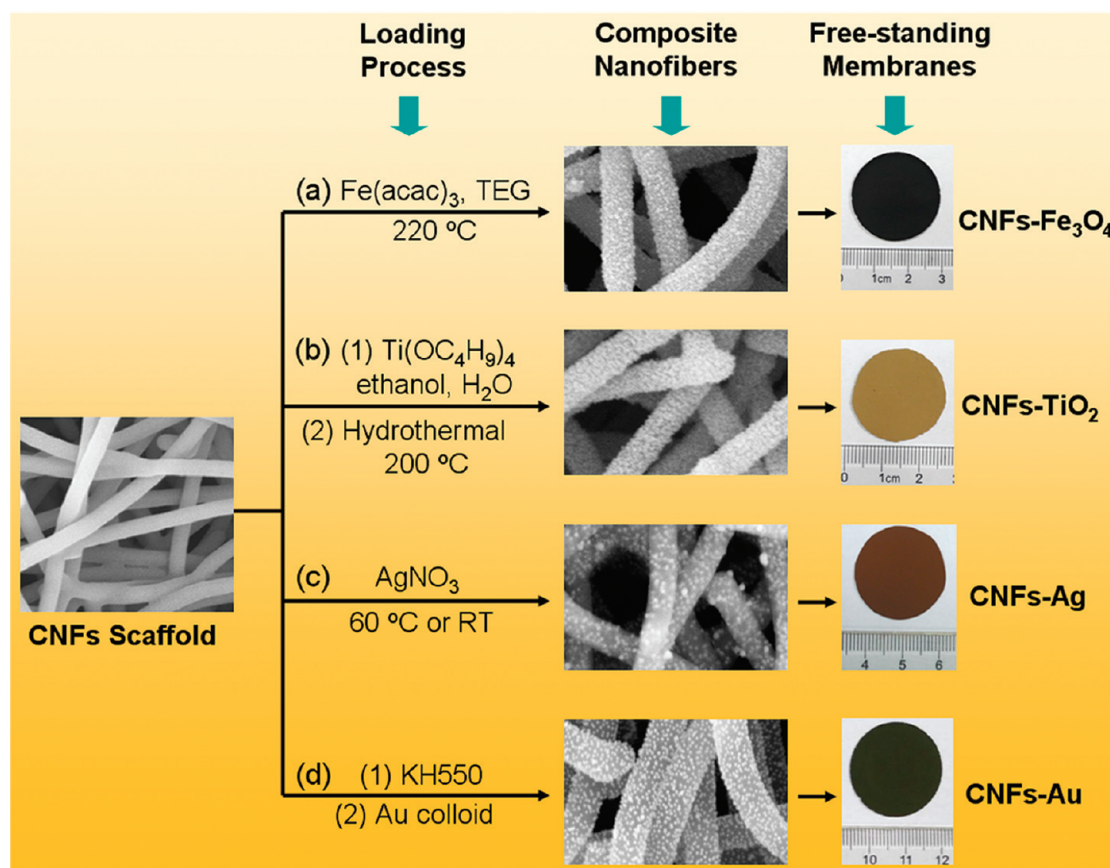 Loading
Process
Composite
Nanofibers
Free-standing
Membranes
(a) Fe(acac)₃, TEG
220 ºC
CNFs-Fe₃O₄
1cm 2 3
(b) (1) Ti(OC₄H₉)₄
ethanol, H₂O
(2) Hydrothermal
200 ºC
CNFs-TiO₂
0 1cm 2 3
CNFs Scaffold
(c) AgNO₃
60 ºC or RT
CNFs-Ag
4 5 6
(d) (1) KH550
(2) Au colloid
CNFs-Au
10 11 12